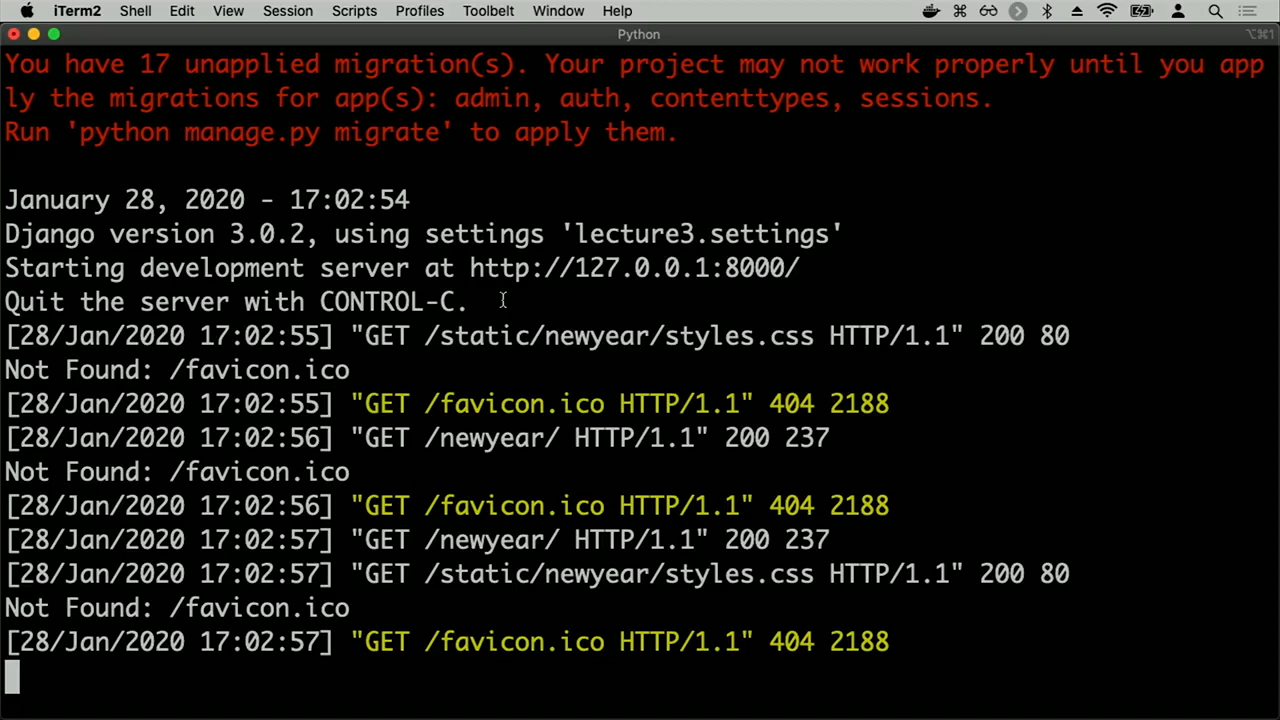 iTerm2 Shell Edit View Session Scripts Profiles Toolbelt Window Help
Python
⌥⌘1
You have 17 unapplied migration(s). Your project may not work properly until you app
ly the migrations for app(s): admin, auth, contenttypes, sessions.
Run 'python manage.py migrate' to apply them.
January 28, 2020 - 17:02:54
Django version 3.0.2, using settings 'lecture3.settings'
Starting development server at http://127.0.0.1:8000/
Quit the server with CONTROL-C.
[28/Jan/2020 17:02:55] "GET /static/newyear/styles.css HTTP/1.1" 200 80
Not Found: /favicon.ico
[28/Jan/2020 17:02:55] "GET /favicon.ico HTTP/1.1" 404 2188
[28/Jan/2020 17:02:56] "GET /newyear/ HTTP/1.1" 200 237
Not Found: /favicon.ico
[28/Jan/2020 17:02:56] "GET /favicon.ico HTTP/1.1" 404 2188
[28/Jan/2020 17:02:57] "GET /newyear/ HTTP/1.1" 200 237
[28/Jan/2020 17:02:57] "GET /static/newyear/styles.css HTTP/1.1" 200 80
Not Found: /favicon.ico
[28/Jan/2020 17:02:57] "GET /favicon.ico HTTP/1.1" 404 2188